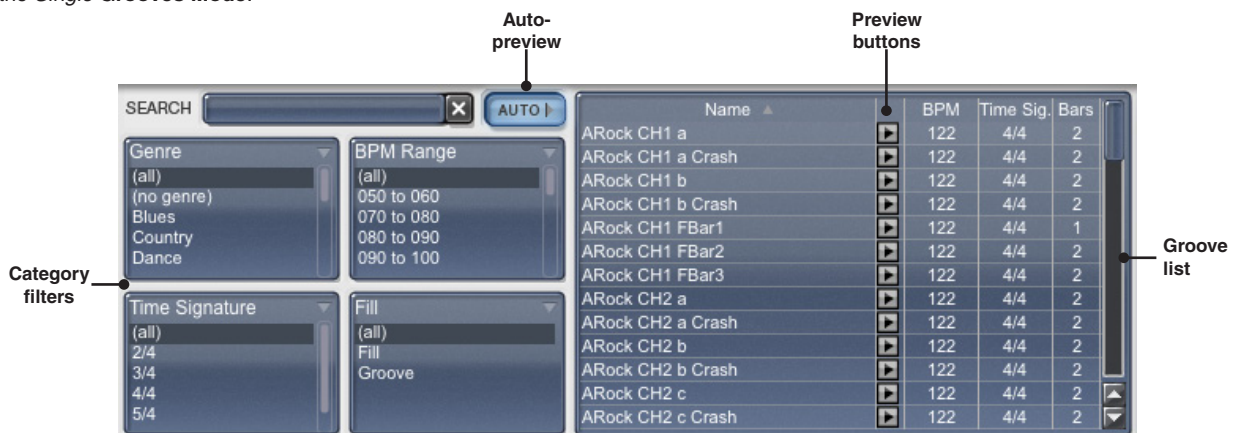 the Single Grooves Mode:
Auto-
preview
Preview
buttons
SEARCH
AUTO
Genre
(all)
(no genre)
Blues
Country
Dance
BPM Range
(all)
050 to 060
070 to 080
080 to 090
090 to 100
Category
filters
Time Signature
(all)
2/4
3/4
4/4
5/4
Fill
(all)
Fill
Groove
Name BPM Time Sig. Bars
ARock CH1 a 122 4/4 2
ARock CH1 a Crash 122 4/4 2
ARock CH1 b 122 4/4 2
ARock CH1 b Crash 122 4/4 2
ARock CH1 FBar1 122 4/4 1
ARock CH1 FBar2 122 4/4 2
ARock CH1 FBar3 122 4/4 2
ARock CH2 a 122 4/4 2
ARock CH2 a Crash 122 4/4 2
ARock CH2 b 122 4/4 2
ARock CH2 b Crash 122 4/4 2
ARock CH2 c 122 4/4 2
ARock CH2 c Crash 122 4/4 2
Groove
list